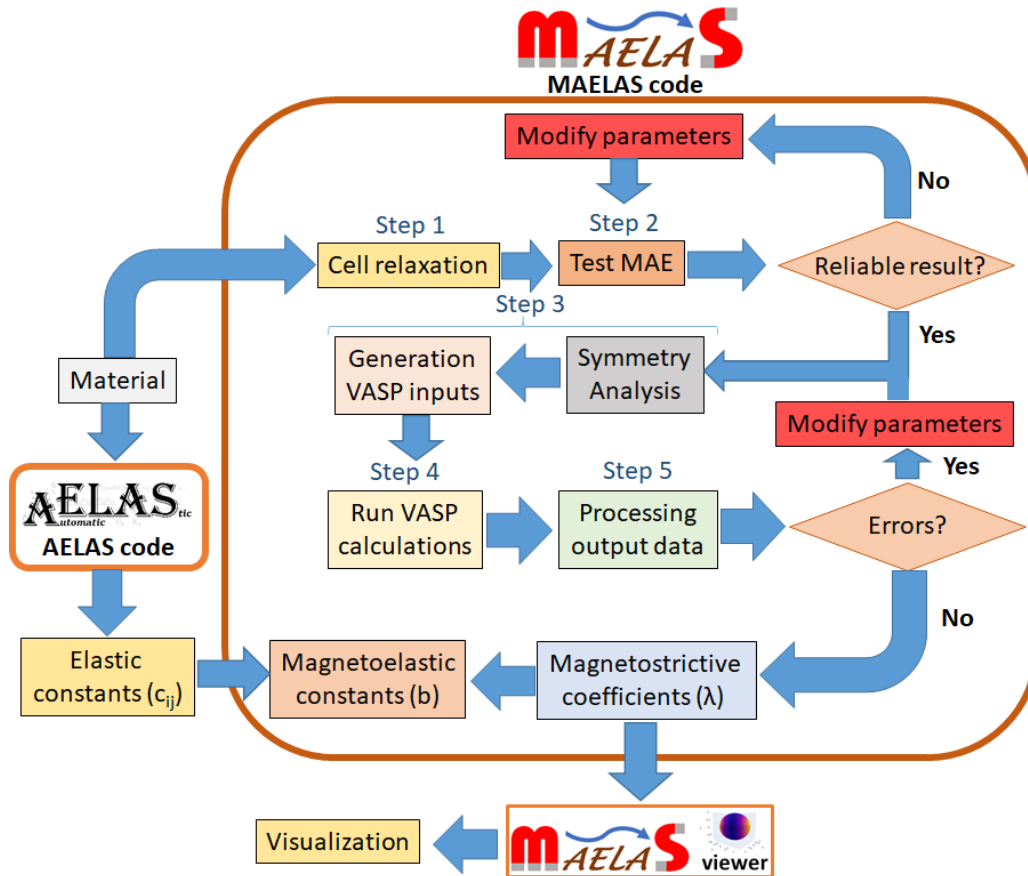 MAELAS
MAELAS code
Modify parameters
No
Step 1
Step 2
Cell relaxation
Test MAE
Reliable result?
Step 3
Yes
Material
Generation
VASP inputs
Symmetry
Analysis
Modify parameters
Yes
Step 4
Step 5
AELAS
Automatic
tic
AELAS code
Run VASP
calculations
Processing
output data
Errors?
No
Elastic
constants (cij)
Magnetoelastic
constants (b)
Magnetostrictive
coefficients (λ)
Visualization
MAELAS
viewer